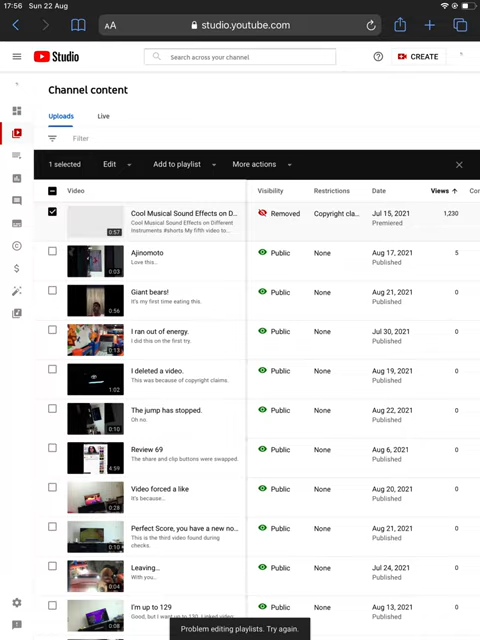 17:56 Sun 22 Aug 76%
AA studio.youtube.com
Studio Search across your channel CREATE
Channel content
Uploads Live
Filter
1 selected Edit Add to playlist More actions
Video Visibility Restrictions Date Views Co
0:57 Cool Musical Sound Effects on D... Removed Copyright cla... Jul 15, 2021 1,230
Instruments #shorts My fifth video to Premiered
Ajinomoto Public None Aug 17, 2021 5
0:03 Love this... Published
Giant bears! Public None Aug 21, 2021 0
0:56 It's my first time eating this. Published
I ran out of energy. Public None Jul 30, 2021 0
0:13 I did this on the first try. Published
I deleted a video. Public None Aug 19, 2021 0
1:02 This was because of copyright claims. Published
The jump has stopped. Public None Aug 22, 2021 0
0:10 Oh no. Published
Review 69 Public None Aug 6, 2021 0
4:59 The share and clip buttons were swapped. Published
Video forced a like Public None Aug 20, 2021 0
0:28 It's because... Published
Perfect Score, you have a new no... Public None Aug 21, 2021 0
0:10 This is the third video found during checks. Published
Leaving... Public None Jul 24, 2021 0
0:04 With you... Published
I'm up to 129 Public None Aug 13, 2021 0
0:08 Published
Problem editing playlists. Try again.